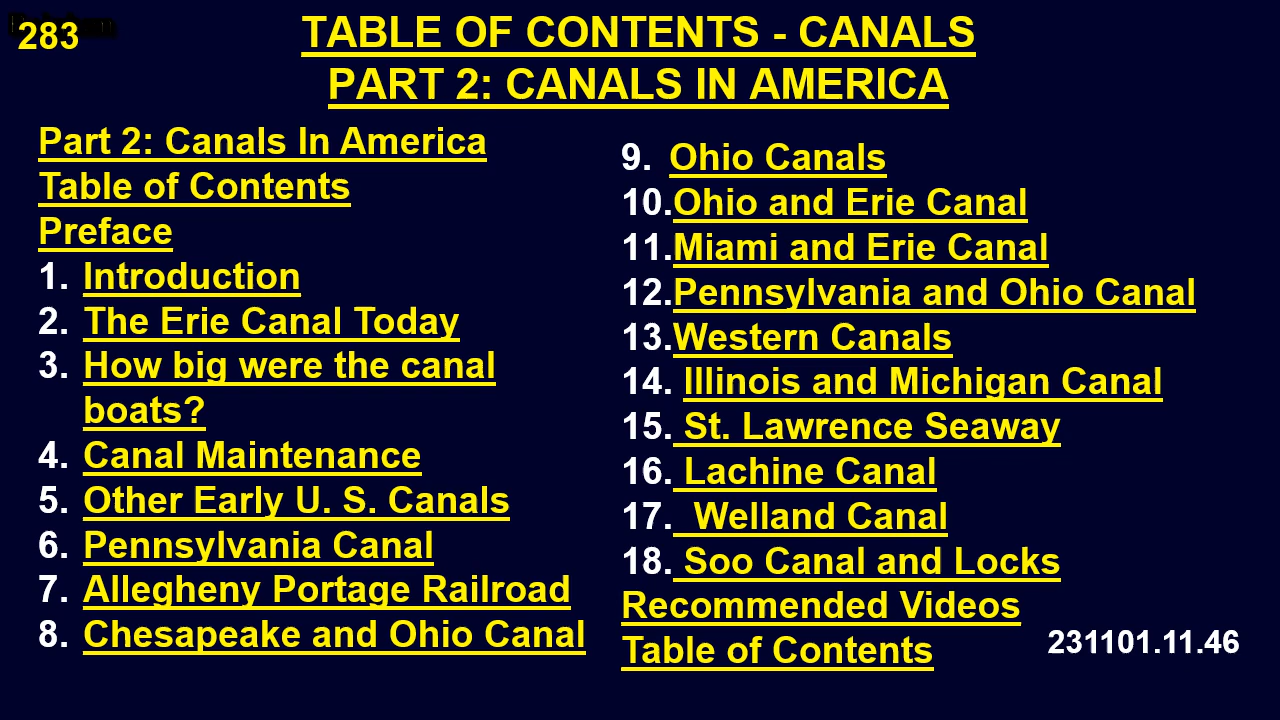 283
TABLE OF CONTENTS - CANALS
PART 2: CANALS IN AMERICA
Part 2: Canals In America
Table of Contents
Preface
1. Introduction
2. The Erie Canal Today
3. How big were the canal
boats?
4. Canal Maintenance
5. Other Early U. S. Canals
6. Pennsylvania Canal
7. Allegheny Portage Railroad
8. Chesapeake and Ohio Canal
9. Ohio Canals
10.Ohio and Erie Canal
11.Miami and Erie Canal
12.Pennsylvania and Ohio Canal
13.Western Canals
14. Illinois and Michigan Canal
15. St. Lawrence Seaway
16. Lachine Canal
17. Welland Canal
18. Soo Canal and Locks
Recommended Videos
Table of Contents
231101.11.46